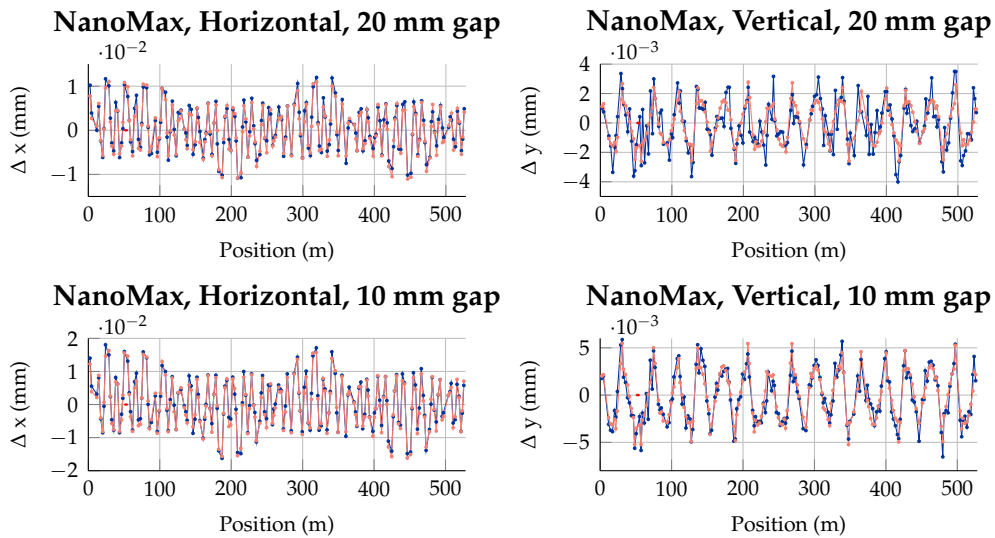 NanoMax, Horizontal, 20 mm gap
·10−2
1
0
−1
Δ x (mm)
0 100 200 300 400 500
Position (m)
NanoMax, Vertical, 20 mm gap
·10−3
4
2
0
−2
−4
Δ y (mm)
0 100 200 300 400 500
Position (m)
NanoMax, Horizontal, 10 mm gap
·10−2
2
1
0
−1
−2
Δ x (mm)
0 100 200 300 400 500
Position (m)
NanoMax, Vertical, 10 mm gap
·10−3
5
0
−5
Δ y (mm)
0 100 200 300 400 500
Position (m)